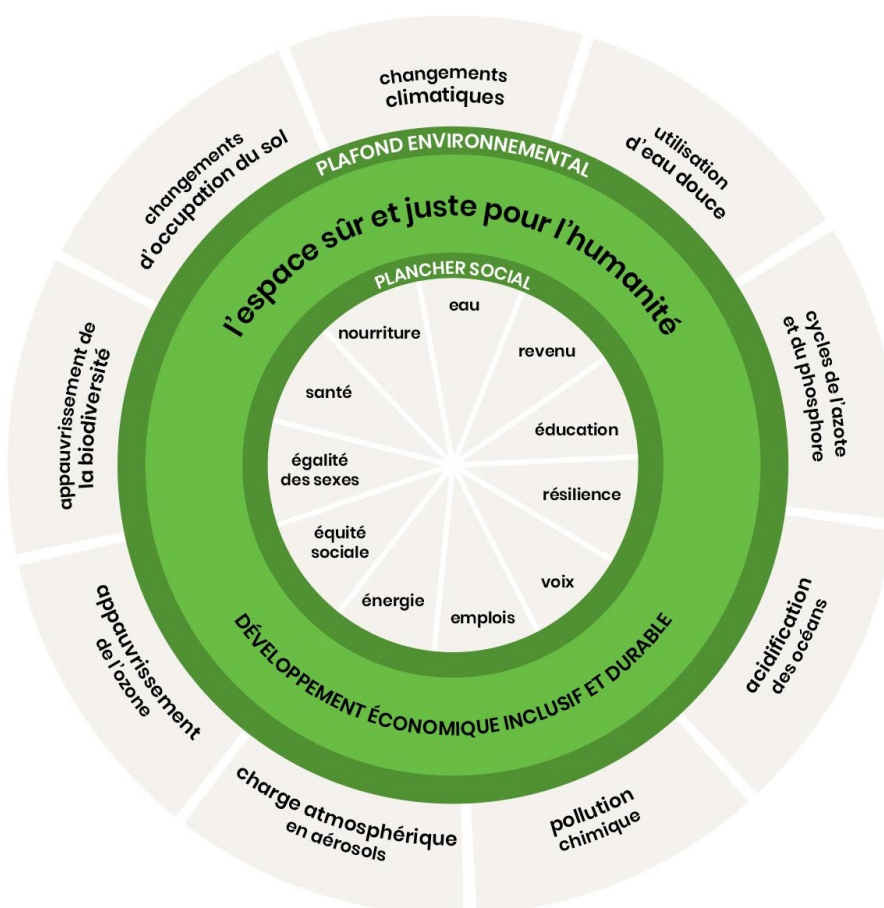 changements
climatiques
utilisation
d'eau douce
cycles de l'azote
et du phosphore
acidification
des océans
pollution
chimique
charge atmosphérique
en aérosols
appauvrissement
de l'ozone
appauvrissement de
la biodiversité
changements
d'occupation du sol
PLAFOND ENVIRONNEMENTAL
l'espace sûr et juste pour l'humanité
PLANCHER SOCIAL
eau
revenu
éducation
résilience
voix
emplois
énergie
équité
sociale
égalité
des sexes
santé
nourriture
DÉVELOPPEMENT ÉCONOMIQUE INCLUSIF ET DURABLE